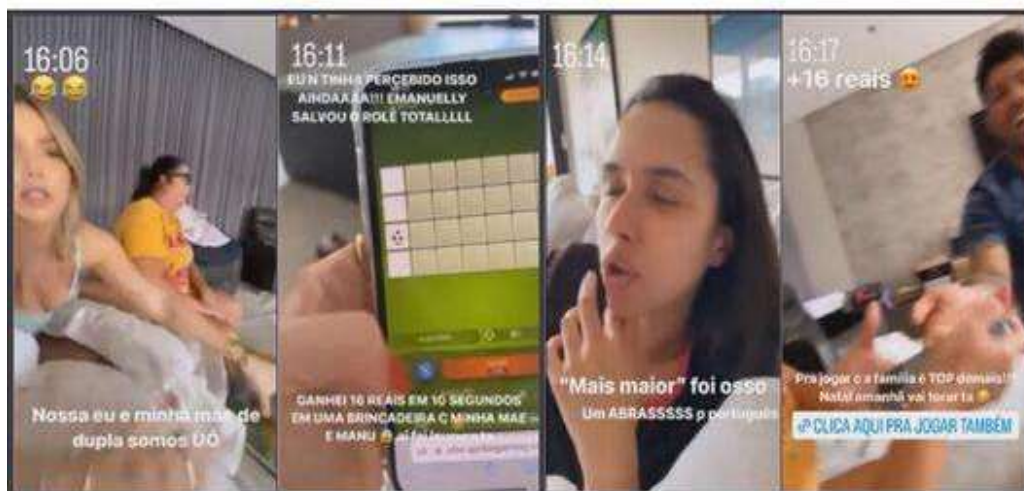 16:06
😂😂
Nossa eu e minha mãe de
dupla somos UÓ
16:11
EU N TINHA PERCEBIDO ISSO
AINDAAAA!!! EMANUELLY
SALVOU O ROLÊ TOTALLLLL
GANHEI 16 REAIS EM 10 SEGUNDOS
EM UMA BRINCADEIRA C MINHA MAE
E MANU
16:14
"Mais maior" foi osso
Um ABRASSSSS p português
16:17
+16 reais 😍
Pra jogar c a família é TOP demais!!
Natal amanhã vai
CLICA AQUI PRA JOGAR TAMBÉM